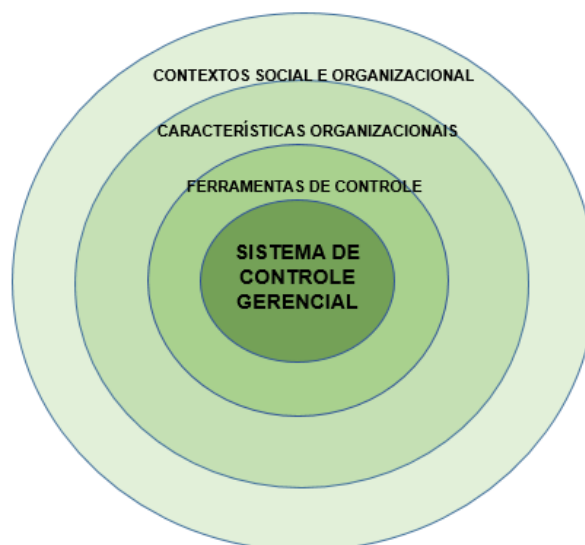 CONTEXTOS SOCIAL E ORGANIZACIONAL
CARACTERÍSTICAS ORGANIZACIONAIS
FERRAMENTAS DE CONTROLE
SISTEMA DE
CONTROLE
GERENCIAL